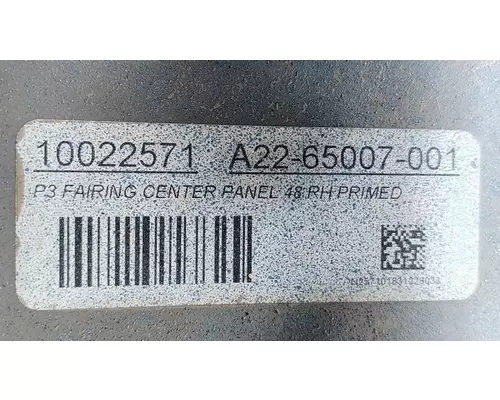 10022571 A22-65007-001
P3 FAIRING CENTER PANEL 48 RH PRIMED